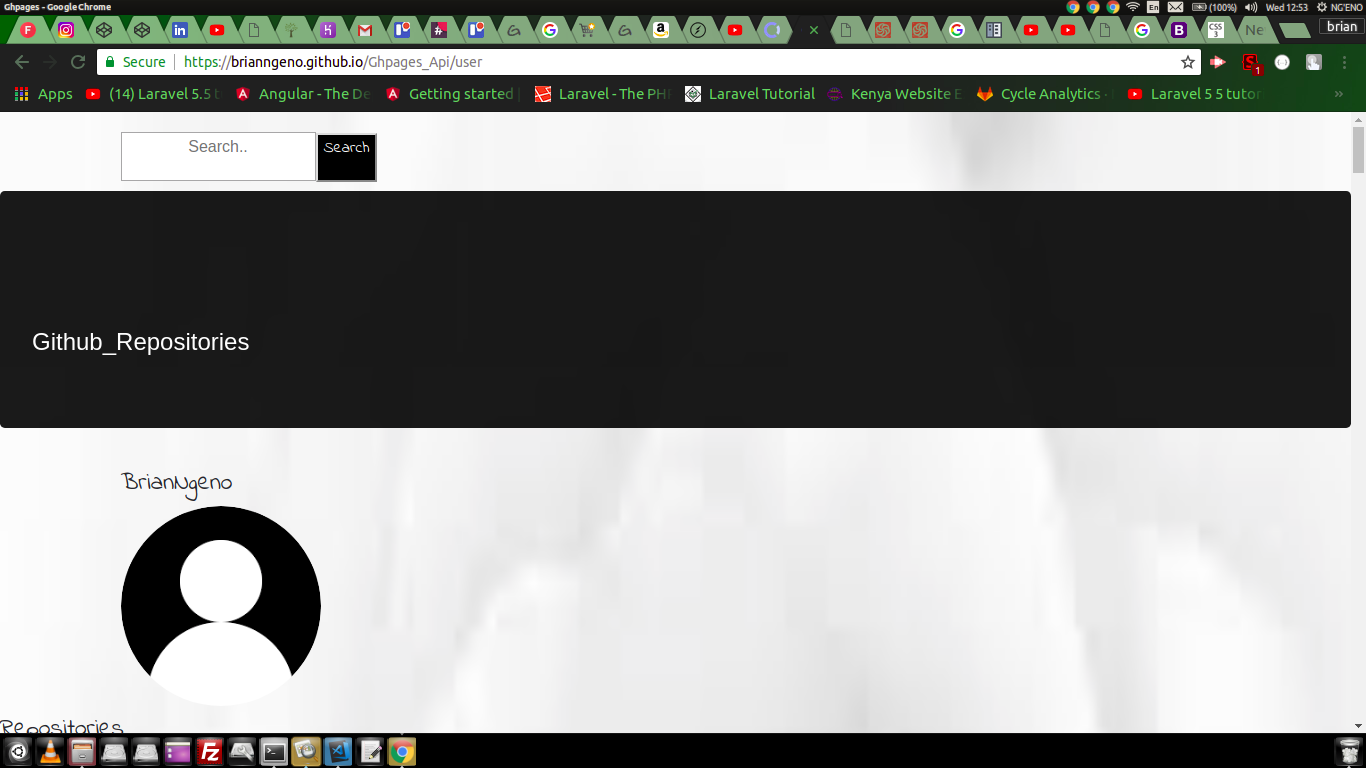 Ghpages - Google Chrome
En (100%) Wed 12:53 NG'ENO
Ne
brian
Secure https://brianngeno.github.io/Ghpages_Api/user
1
Apps (14) Laravel 5.5 t Angular - The De Getting started Laravel - The PH Laravel Tutorial Kenya Website E Cycle Analytics - Laravel 5 5 tutor »
Search.. Search
Github_Repositories
BrianNgeno
Repositories